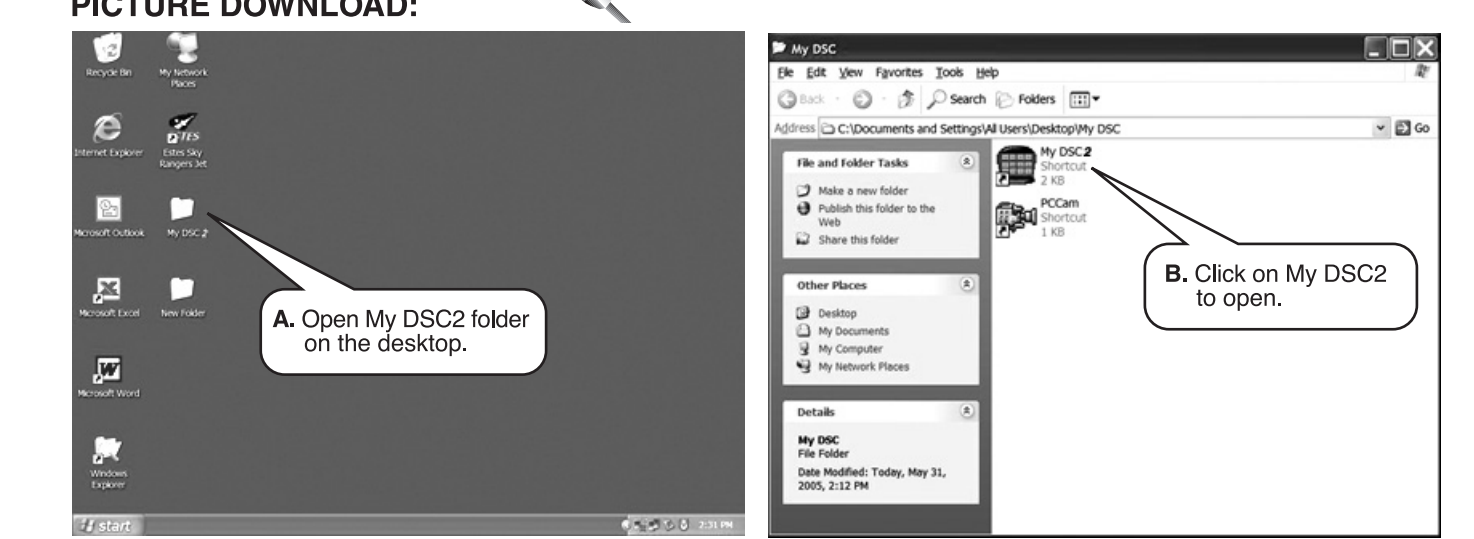 PICTURE DOWNLOAD:
Recycle Bin
My Network
Places
Internet Explorer
ESTES
Estes Sky
Rangers Jet
Microsoft Outlook
My DSC 2
Microsoft Excel
New Folder
Microsoft Word
Windows
Explorer
A. Open My DSC2 folder
on the desktop.
start
2:31 PM
My DSC
File Edit View Favorites Tools Help
Back Search Folders
Address C:\Documents and Settings\All Users\Desktop\My DSC Go
File and Folder Tasks
Make a new folder
Publish this folder to the
Web
Share this folder
Other Places
Desktop
My Documents
My Computer
My Network Places
Details
My DSC
File Folder
Date Modified: Today, May 31,
2005, 2:12 PM
My DSC2
Shortcut
2 KB
PCCam
Shortcut
1 KB
B. Click on My DSC2
to open.